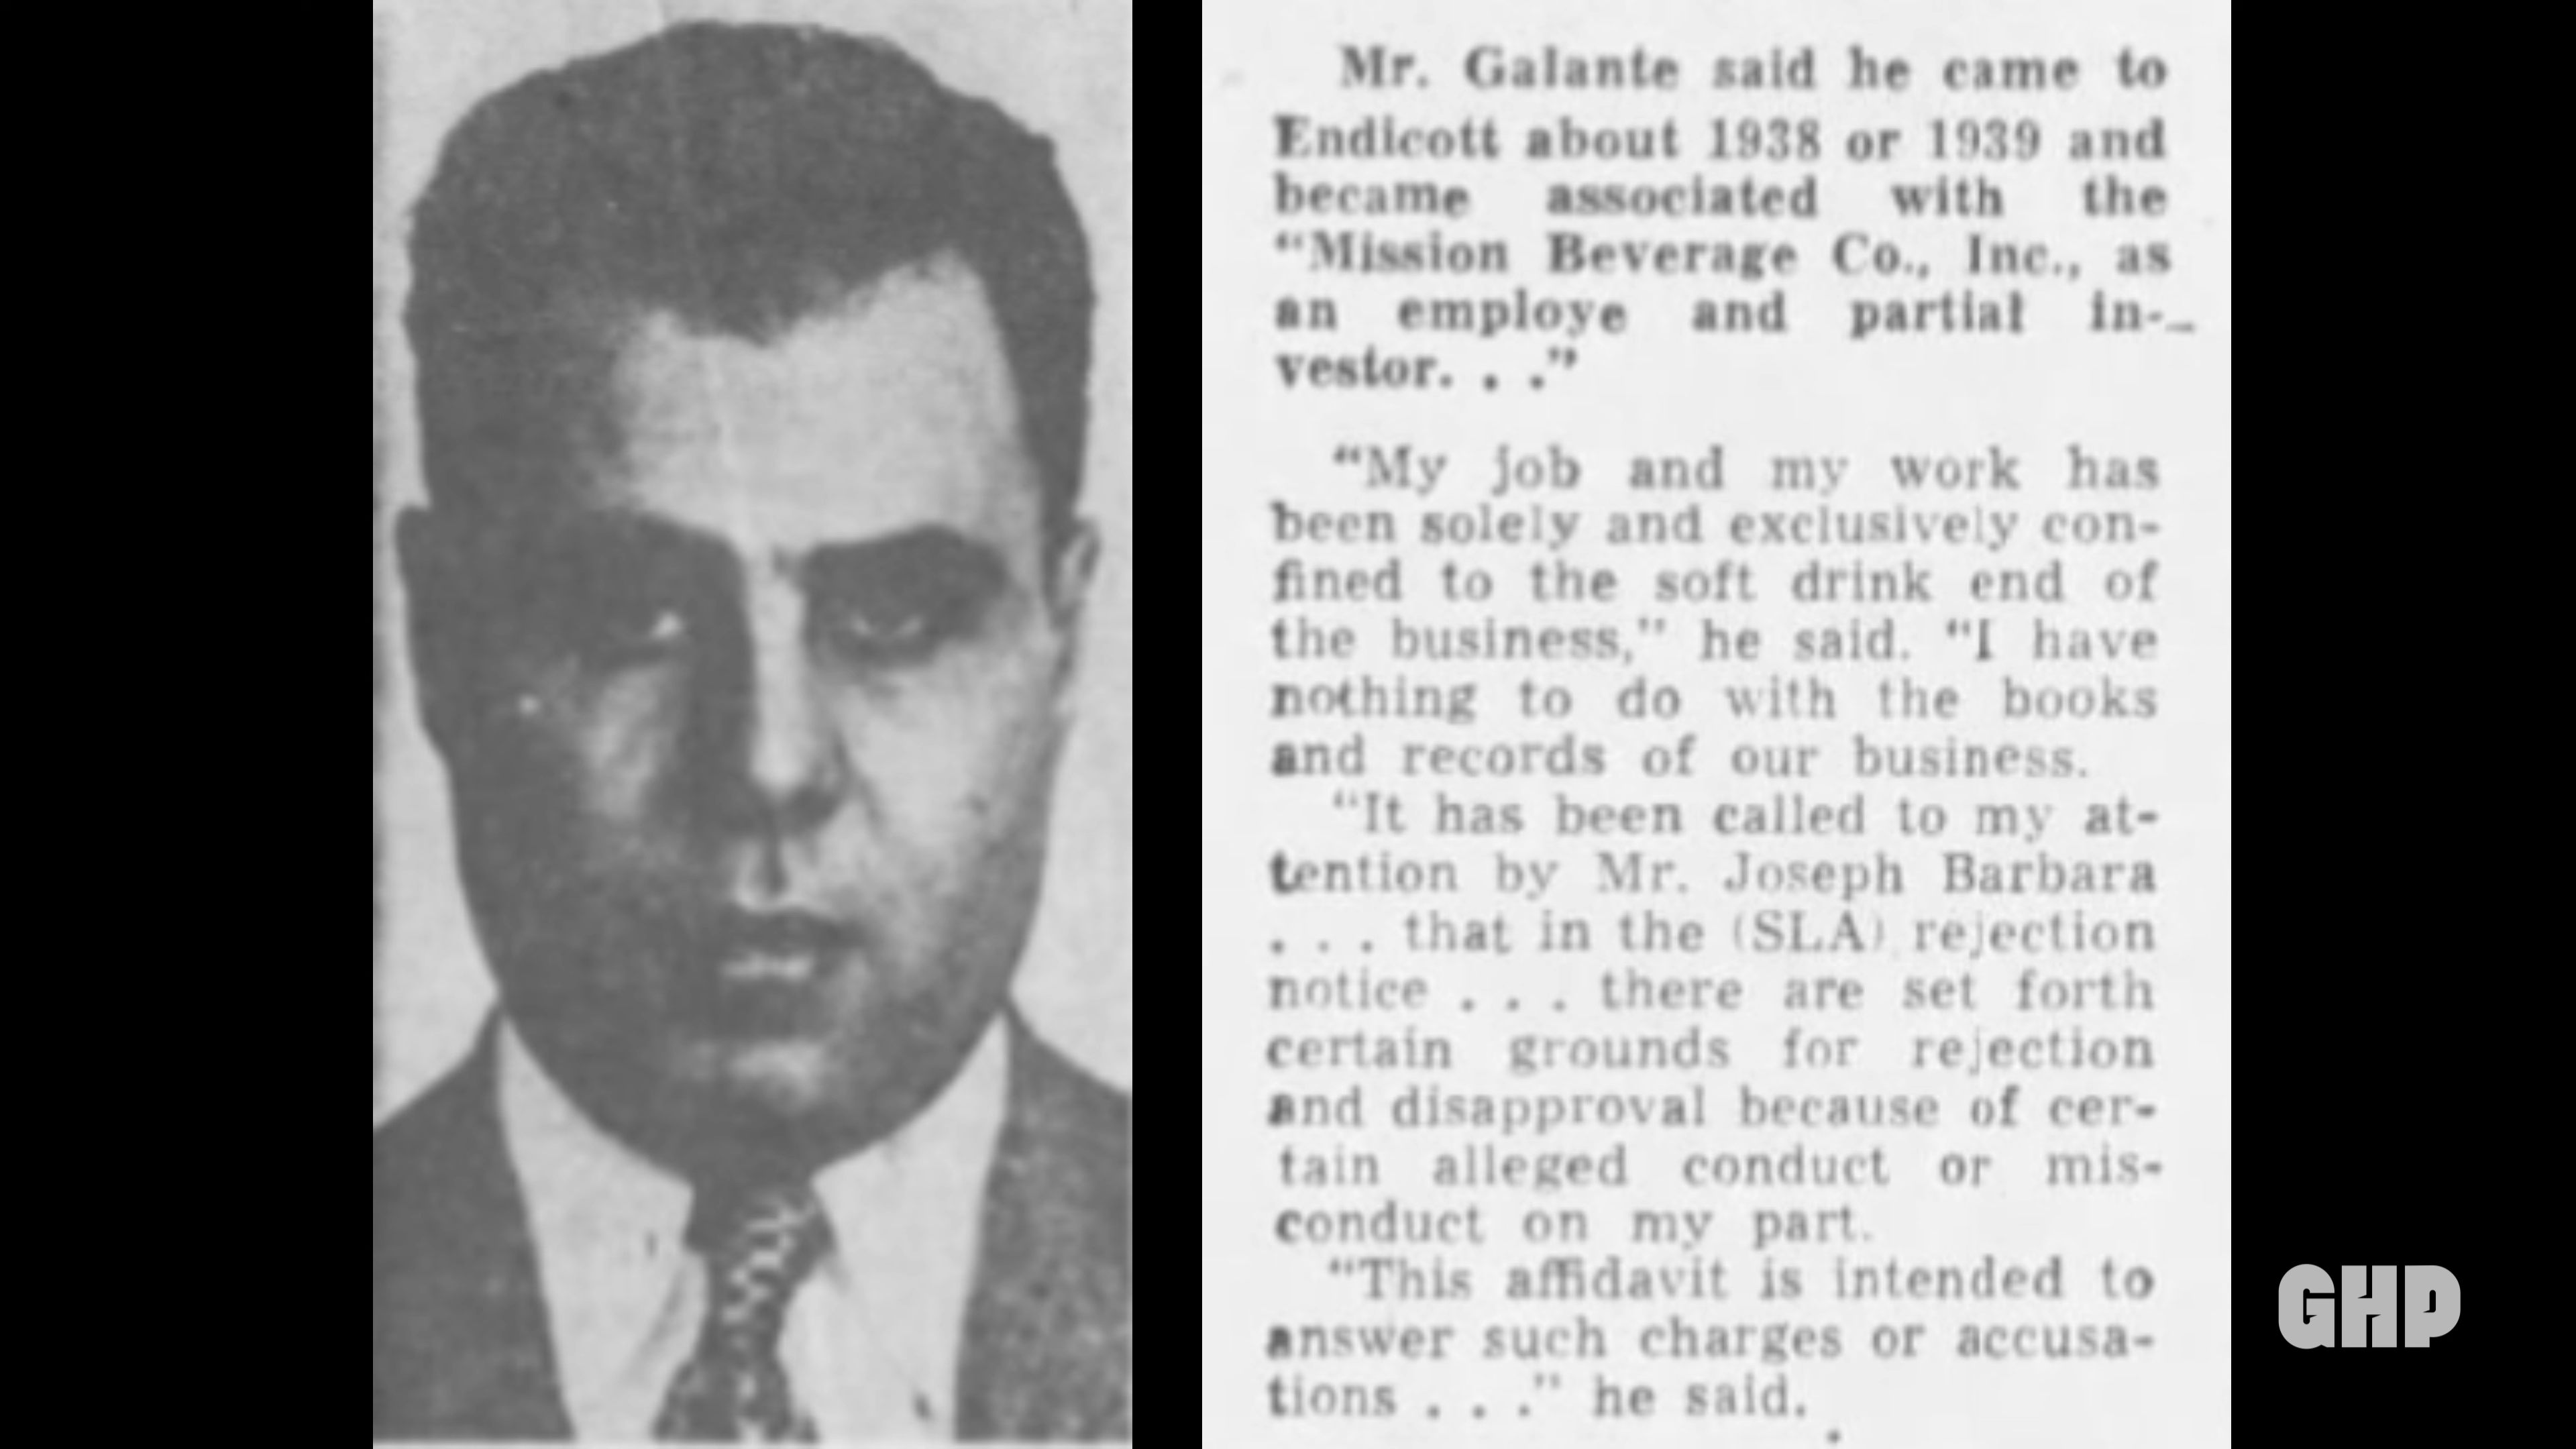 Mr. Galante said he came to
Endicott about 1938 or 1939 and
became associated with the
“Mission Beverage Co., Inc., as
an employe and partial in-
vestor. . .”
“My job and my work has
been solely and exclusively con-
fined to the soft drink end of
the business,” he said. “I have
nothing to do with the books
and records of our business.
“It has been called to my at-
tention by Mr. Joseph Barbara
. . . that in the (SLA) rejection
notice . . . there are set forth
certain grounds for rejection
and disapproval because of cer-
tain alleged conduct or mis-
conduct on my part.
“This affidavit is intended to
answer such charges or accusa-
tions . . .” he said.
GHP